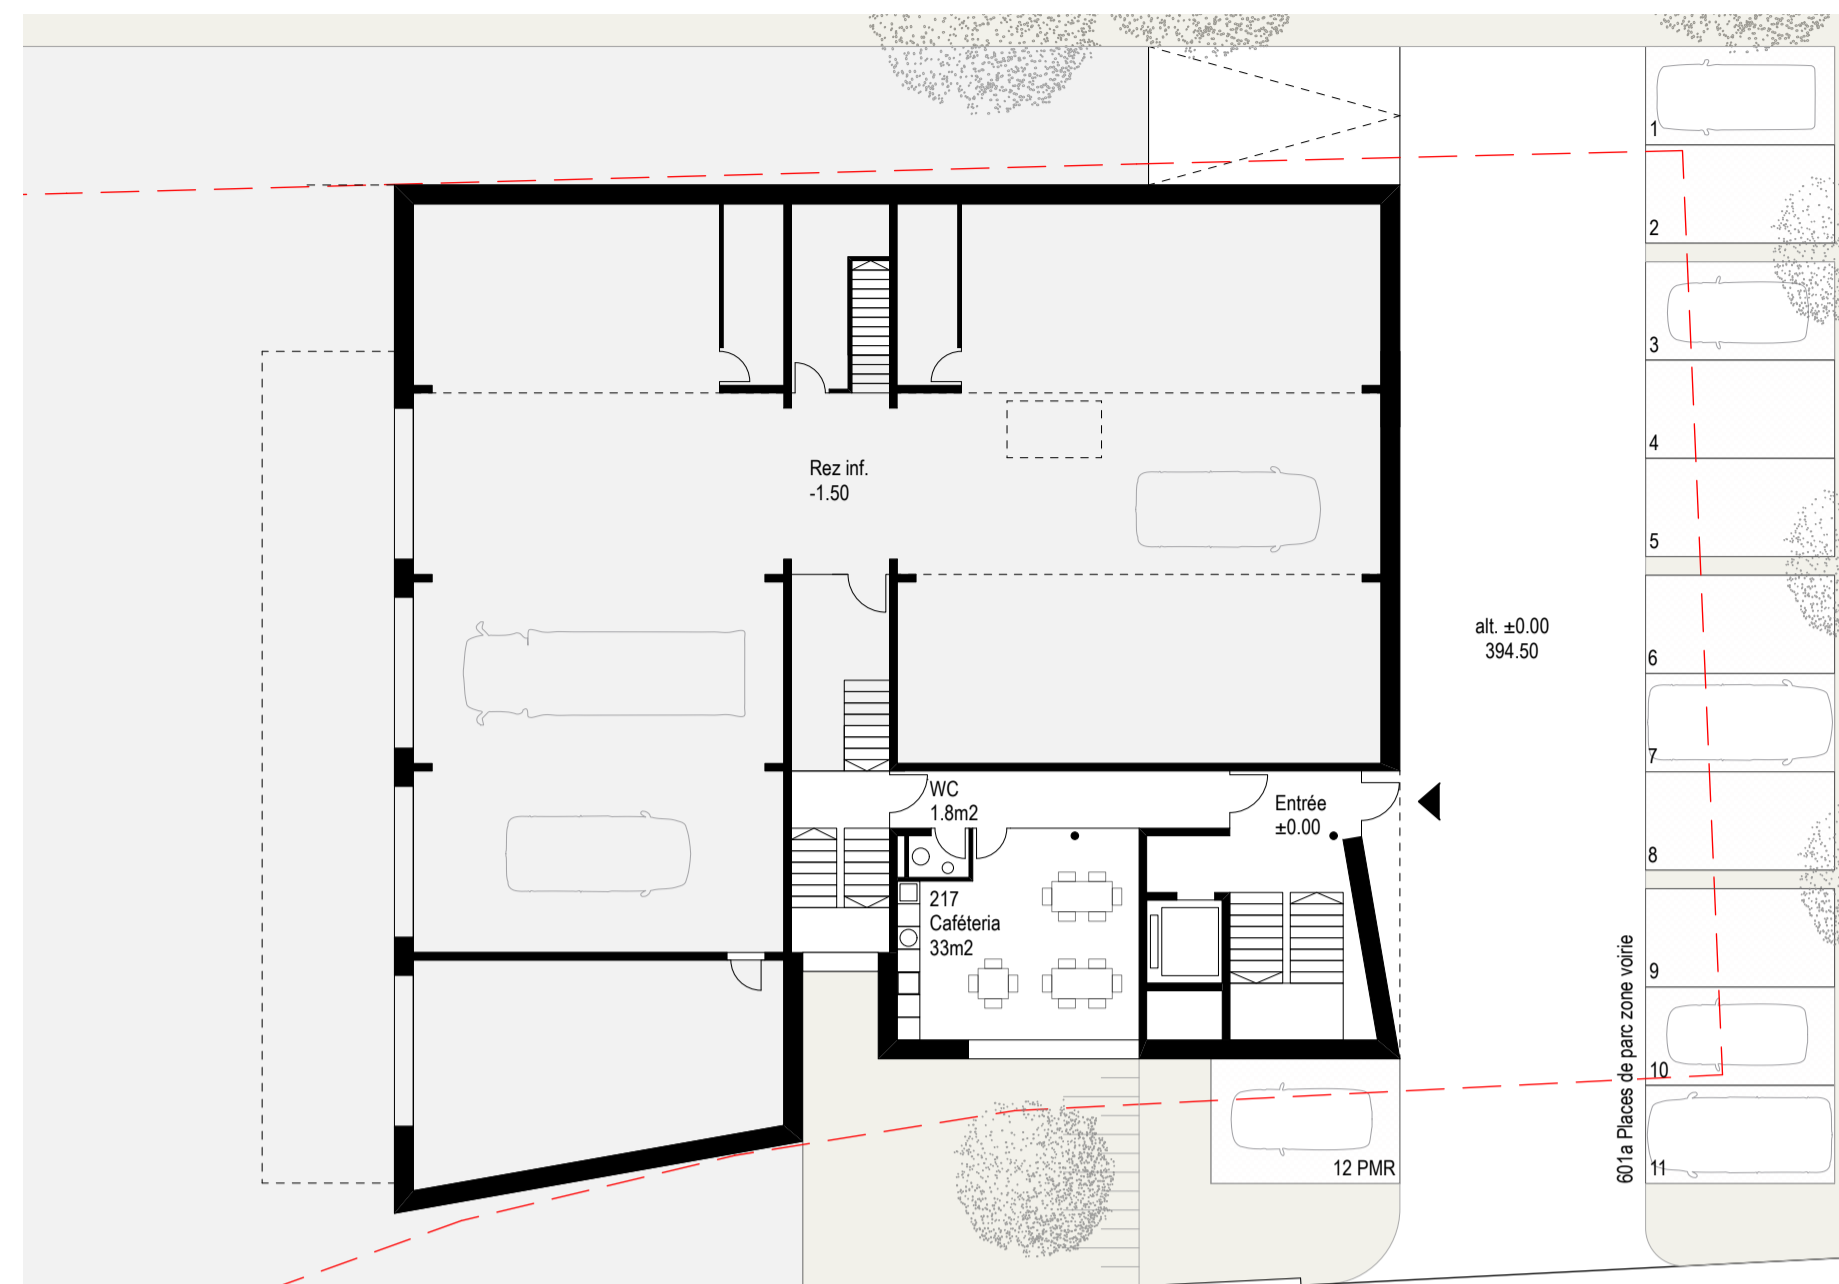 1
2
3
4
5
6
7
8
9
10
11
Rez inf.
-1.50
alt. ±0.00
394.50
WC
1.8m2
Entrée
±0.00
217
Caféteria
33m2
601a Places de parc zone voirie
12 PMR